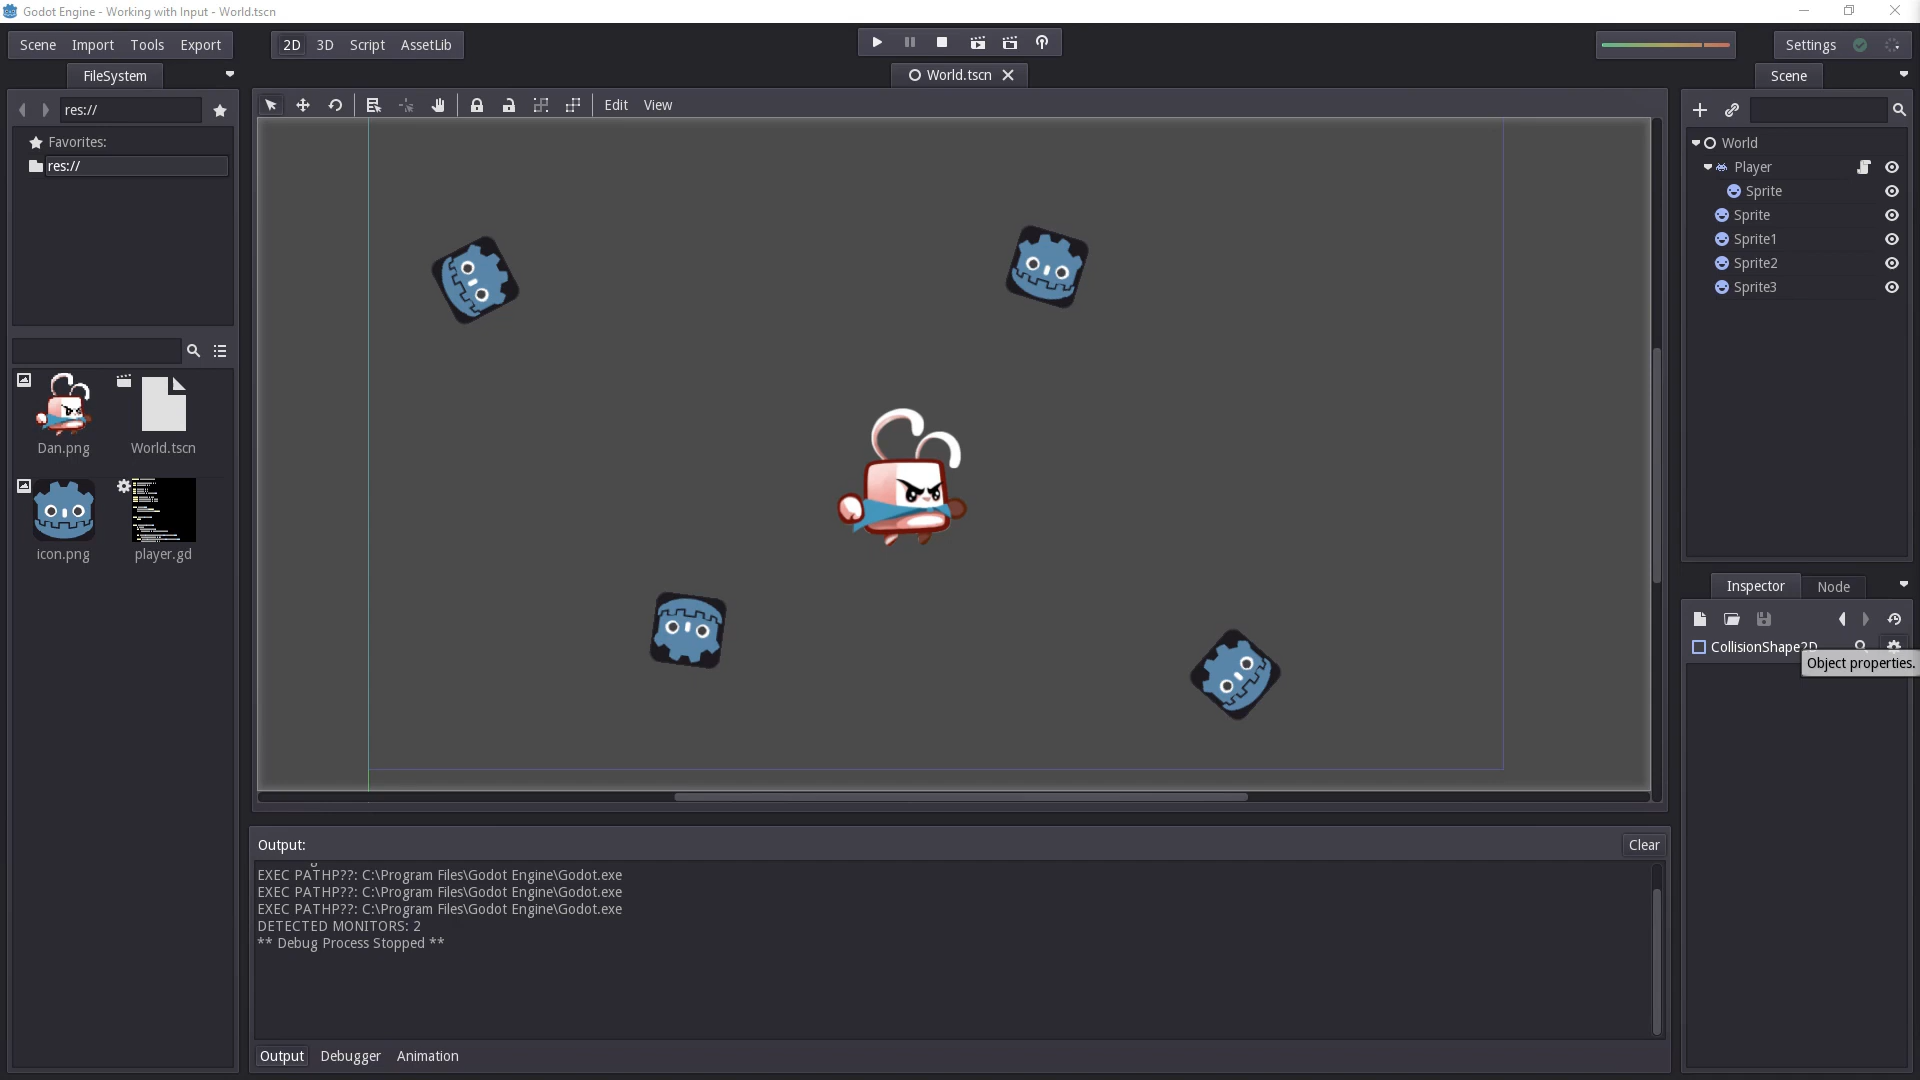 Godot Engine - Working with Input - World.tscn
Scene Import Tools Export
2D 3D Script AssetLib
Settings
FileSystem
World.tscn
Scene
res://
Edit View
Favorites:
res://
World
Player
Sprite
Sprite
Sprite1
Sprite2
Sprite3
Dan.png
World.tscn
icon.png
player.gd
Inspector Node
CollisionShape2D
Object properties.
Output:
Clear
EXEC PATHP??: C:\Program Files\Godot Engine\Godot.exe
EXEC PATHP??: C:\Program Files\Godot Engine\Godot.exe
EXEC PATHP??: C:\Program Files\Godot Engine\Godot.exe
DETECTED MONITORS: 2
** Debug Process Stopped **
Output Debugger Animation